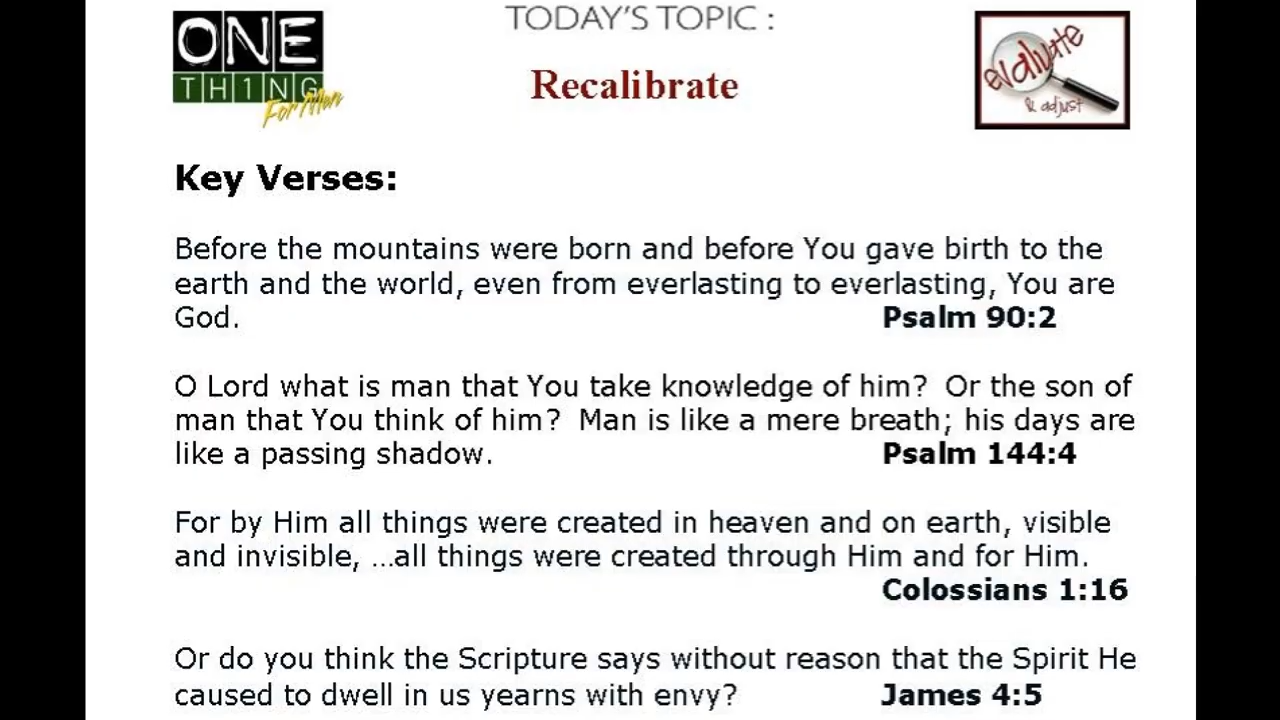 ONE
TH1NG
For Men
TODAY'S TOPIC :
Recalibrate
evaluate
& adjust
Key Verses:
Before the mountains were born and before You gave birth to the
earth and the world, even from everlasting to everlasting, You are
God. Psalm 90:2
O Lord what is man that You take knowledge of him? Or the son of
man that You think of him? Man is like a mere breath; his days are
like a passing shadow. Psalm 144:4
For by Him all things were created in heaven and on earth, visible
and invisible, …all things were created through Him and for Him.
Colossians 1:16
Or do you think the Scripture says without reason that the Spirit He
caused to dwell in us yearns with envy? James 4:5